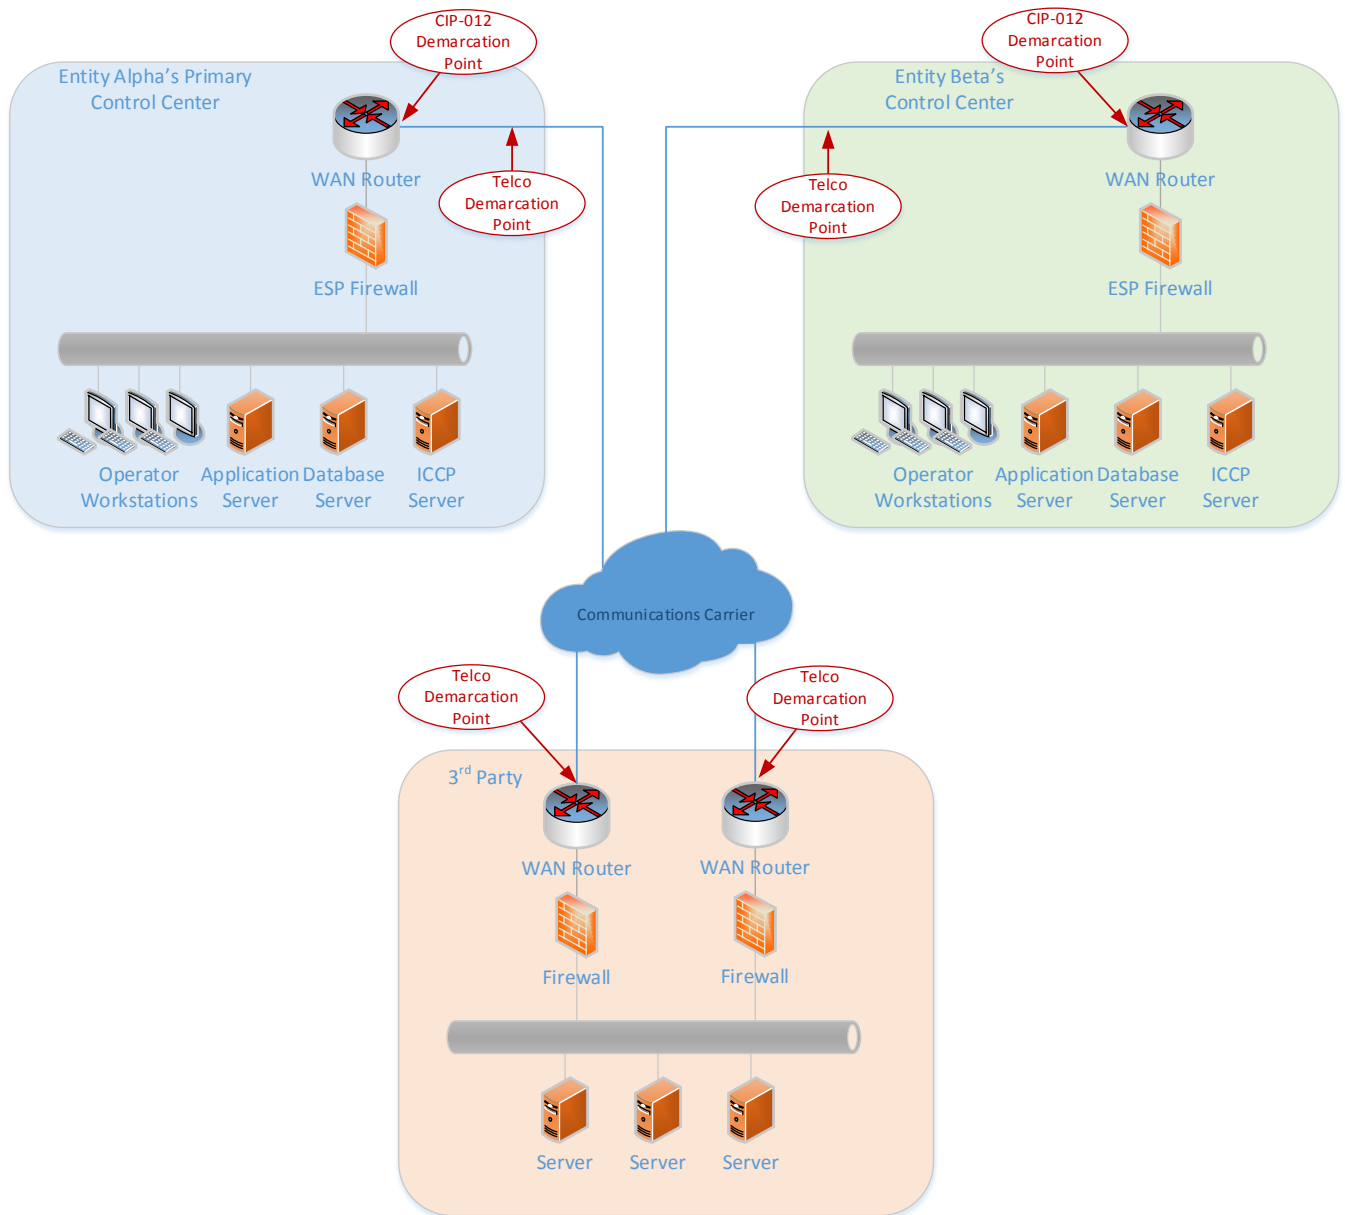 CIP-012
Demarcation
Point
CIP-012
Demarcation
Point
Entity Alpha's Primary
Control Center
Entity Beta's
Control Center
WAN Router
Telco
Demarcation
Point
Telco
Demarcation
Point
WAN Router
ESP Firewall
ESP Firewall
Operator
Workstations
Application
Server
Database
Server
ICCP
Server
Operator
Workstations
Application
Server
Database
Server
ICCP
Server
Communications Carrier
Telco
Demarcation
Point
Telco
Demarcation
Point
3rd Party
WAN Router
WAN Router
Firewall
Firewall
Server
Server
Server